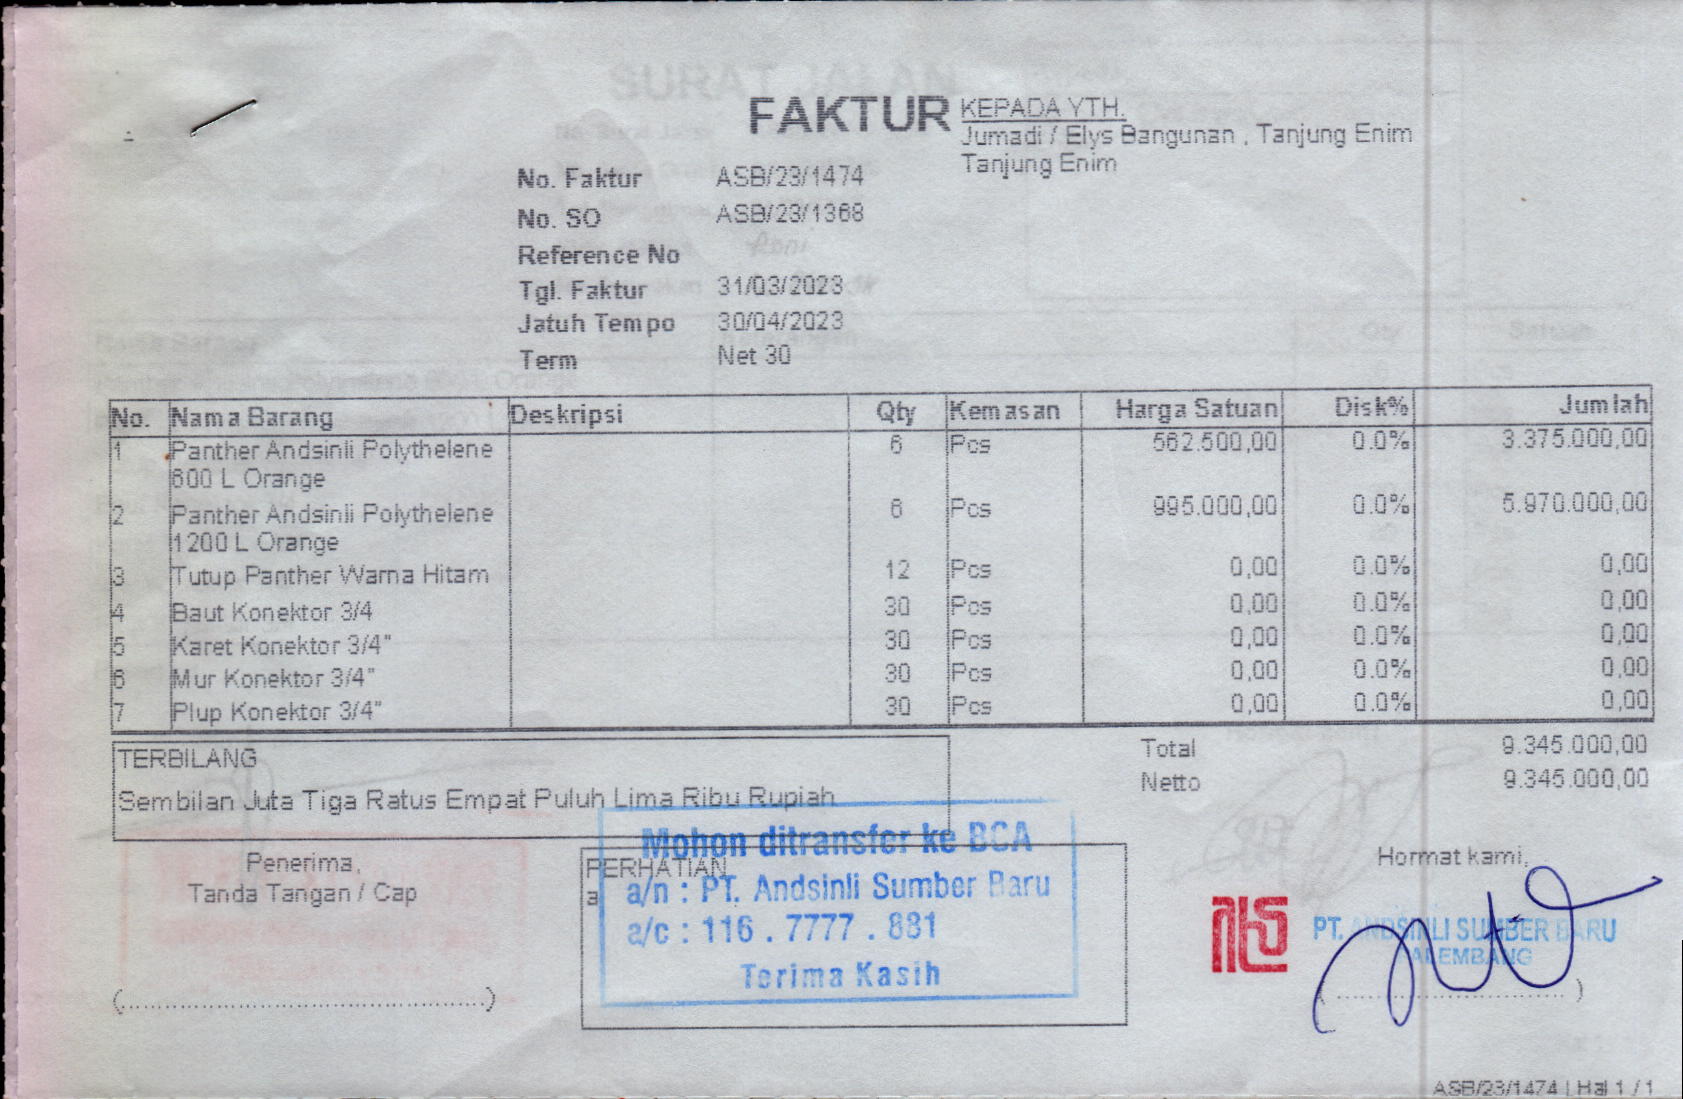 FAKTUR
KEPADA YTH.
Jumadi / Elys Bangunan , Tanjung Enim
Tanjung Enim
No. Faktur ASB/23/1474
No. SO ASB/23/1368
Reference No
Tgl. Faktur 31/03/2023
Jatuh Tempo 30/04/2023
Term Net 30
No. Nama Barang Deskripsi Qty Kemasan Harga Satuan Disk% Jumlah
1 Panther Andsinli Polythelene 6 Pcs 562.500,00 0.0% 3.375.000,00
600 L Orange
2 Panther Andsinli Polythelene 6 Pcs 995.000,00 0.0% 5.970.000,00
1200 L Orange
3 Tutup Panther Warna Hitam 12 Pcs 0,00 0.0% 0,00
4 Baut Konektor 3/4 30 Pcs 0,00 0.0% 0,00
5 Karet Konektor 3/4" 30 Pcs 0,00 0.0% 0,00
6 Mur Konektor 3/4" 30 Pcs 0,00 0.0% 0,00
7 Plup Konektor 3/4" 30 Pcs 0,00 0.0% 0,00
TERBILANG
Sembilan Juta Tiga Ratus Empat Puluh Lima Ribu Rupiah
Total 9.345.000,00
Netto 9.345.000,00
Penerima,
Tanda Tangan / Cap
(..........................................)
PERHATIAN
a
Mohon ditransfer ke BCA
a/n : PT. Andsinli Sumber Baru
a/c : 116 . 7777 . 881
Terima Kasih
Hormat kami,
PT. ANDSINLI SUMBER BARU
PALEMBANG
( .............................. )
ASB/23/1474 | Hal 1 / 1